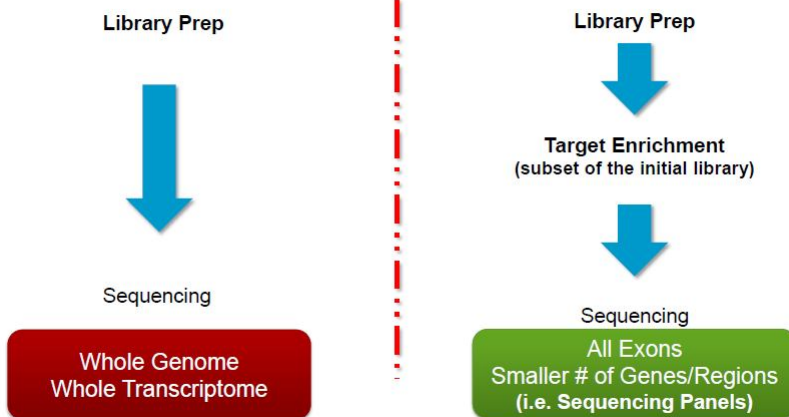 Library Prep
Sequencing
Whole Genome
Whole Transcriptome
Library Prep
Target Enrichment
(subset of the initial library)
Sequencing
All Exons
Smaller # of Genes/Regions
(i.e. Sequencing Panels)